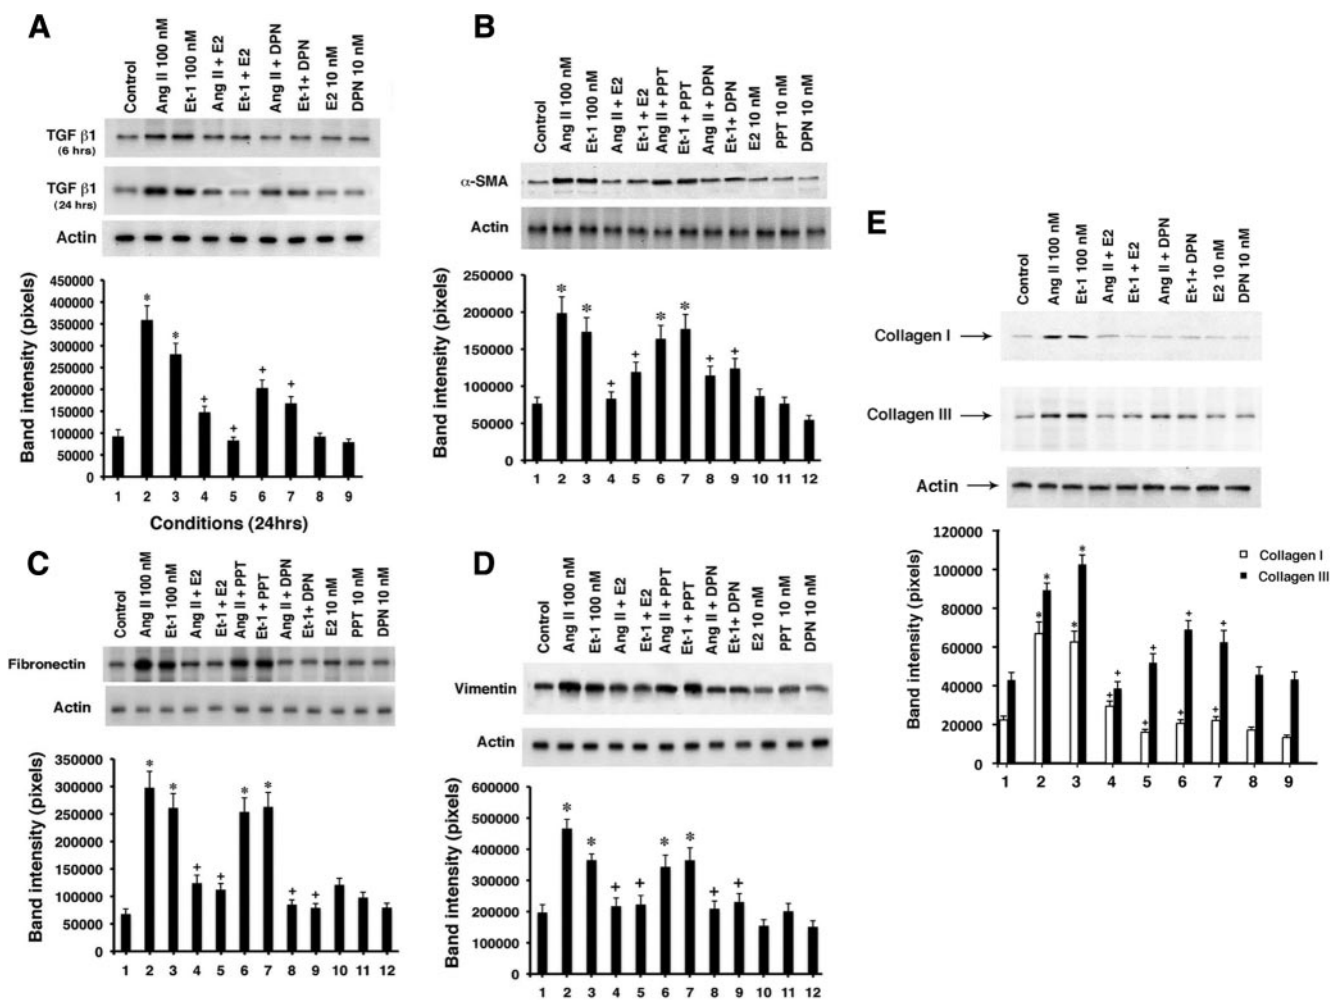 A
Control
Ang II 100 nM
Et-1 100 nM
Ang II + E2
Et-1 + E2
Ang II + DPN
Et-1+ DPN
E2 10 nM
DPN 10 nM
TGF β1
(6 hrs)
TGF β1
(24 hrs)
Actin
Band intensity (pixels)
450000
400000
350000
300000
250000
200000
150000
100000
50000
0
* * + + + +
1 2 3 4 5 6 7 8 9
Conditions (24hrs)
B
Control
Ang II 100 nM
Et-1 100 nM
Ang II + E2
Et-1 + E2
Ang II + PPT
Et-1 + PPT
Ang II + DPN
Et-1+ DPN
E2 10 nM
PPT 10 nM
DPN 10 nM
α-SMA
Actin
Band intensity (pixels)
250000
200000
150000
100000
50000
0
* * + + * * + +
1 2 3 4 5 6 7 8 9 10 11 12
C
Control
Ang II 100 nM
Et-1 100 nM
Ang II + E2
Et-1 + E2
Ang II + PPT
Et-1 + PPT
Ang II + DPN
Et-1+ DPN
E2 10 nM
PPT 10 nM
DPN 10 nM
Fibronectin
Actin
Band intensity (pixels)
350000
300000
250000
200000
150000
100000
50000
0
* * + + * * + +
1 2 3 4 5 6 7 8 9 10 11 12
D
Control
Ang II 100 nM
Et-1 100 nM
Ang II + E2
Et-1 + E2
Ang II + PPT
Et-1 + PPT
Ang II + DPN
Et-1+ DPN
E2 10 nM
PPT 10 nM
DPN 10 nM
Vimentin
Actin
Band intensity (pixels)
600000
500000
400000
300000
200000
100000
0
* * + + * * + +
1 2 3 4 5 6 7 8 9 10 11 12
E
Control
Ang II 100 nM
Et-1 100 nM
Ang II + E2
Et-1 + E2
Ang II + DPN
Et-1+ DPN
E2 10 nM
DPN 10 nM
Collagen I
Collagen III
Actin
Band intensity (pixels)
120000
100000
80000
60000
40000
20000
0
* * * * + + + + + + + +
Collagen I
Collagen III
1 2 3 4 5 6 7 8 9